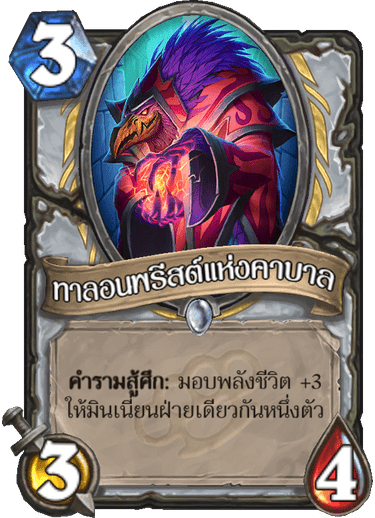 3
ทาลอนพรีสต์แห่งคาบาล
คำรามสู้ศึก: มอบพลังชีวิต +3
ให้มินเนี่ยนฝ่ายเดียวกันหนึ่งตัว
3
4